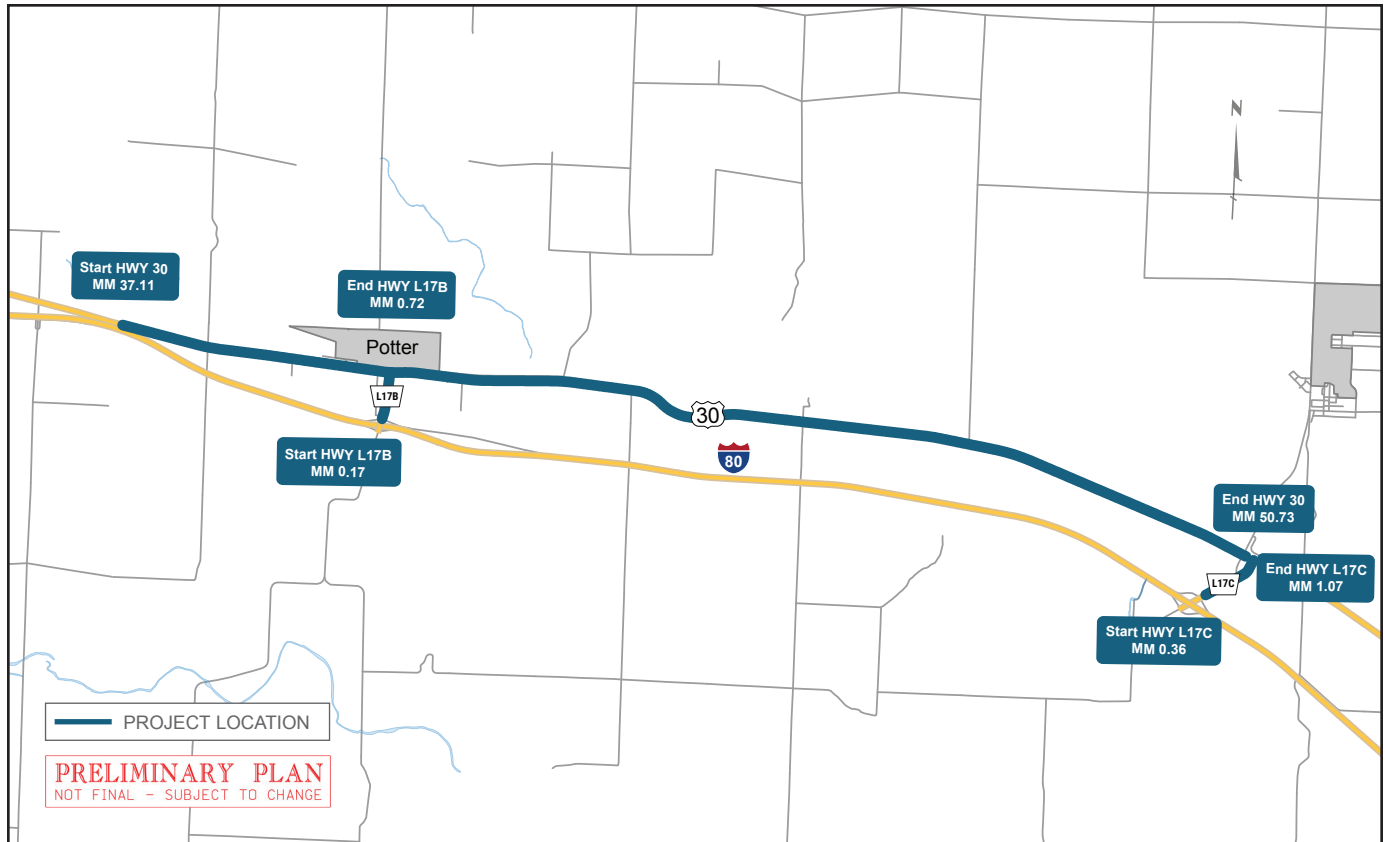 N
Start HWY 30
MM 37.11
End HWY L17B
MM 0.72
Potter
L17B
30
80
Start HWY L17B
MM 0.17
End HWY 30
MM 50.73
End HWY L17C
MM 1.07
L17C
Start HWY L17C
MM 0.36
PROJECT LOCATION
PRELIMINARY PLAN
NOT FINAL - SUBJECT TO CHANGE